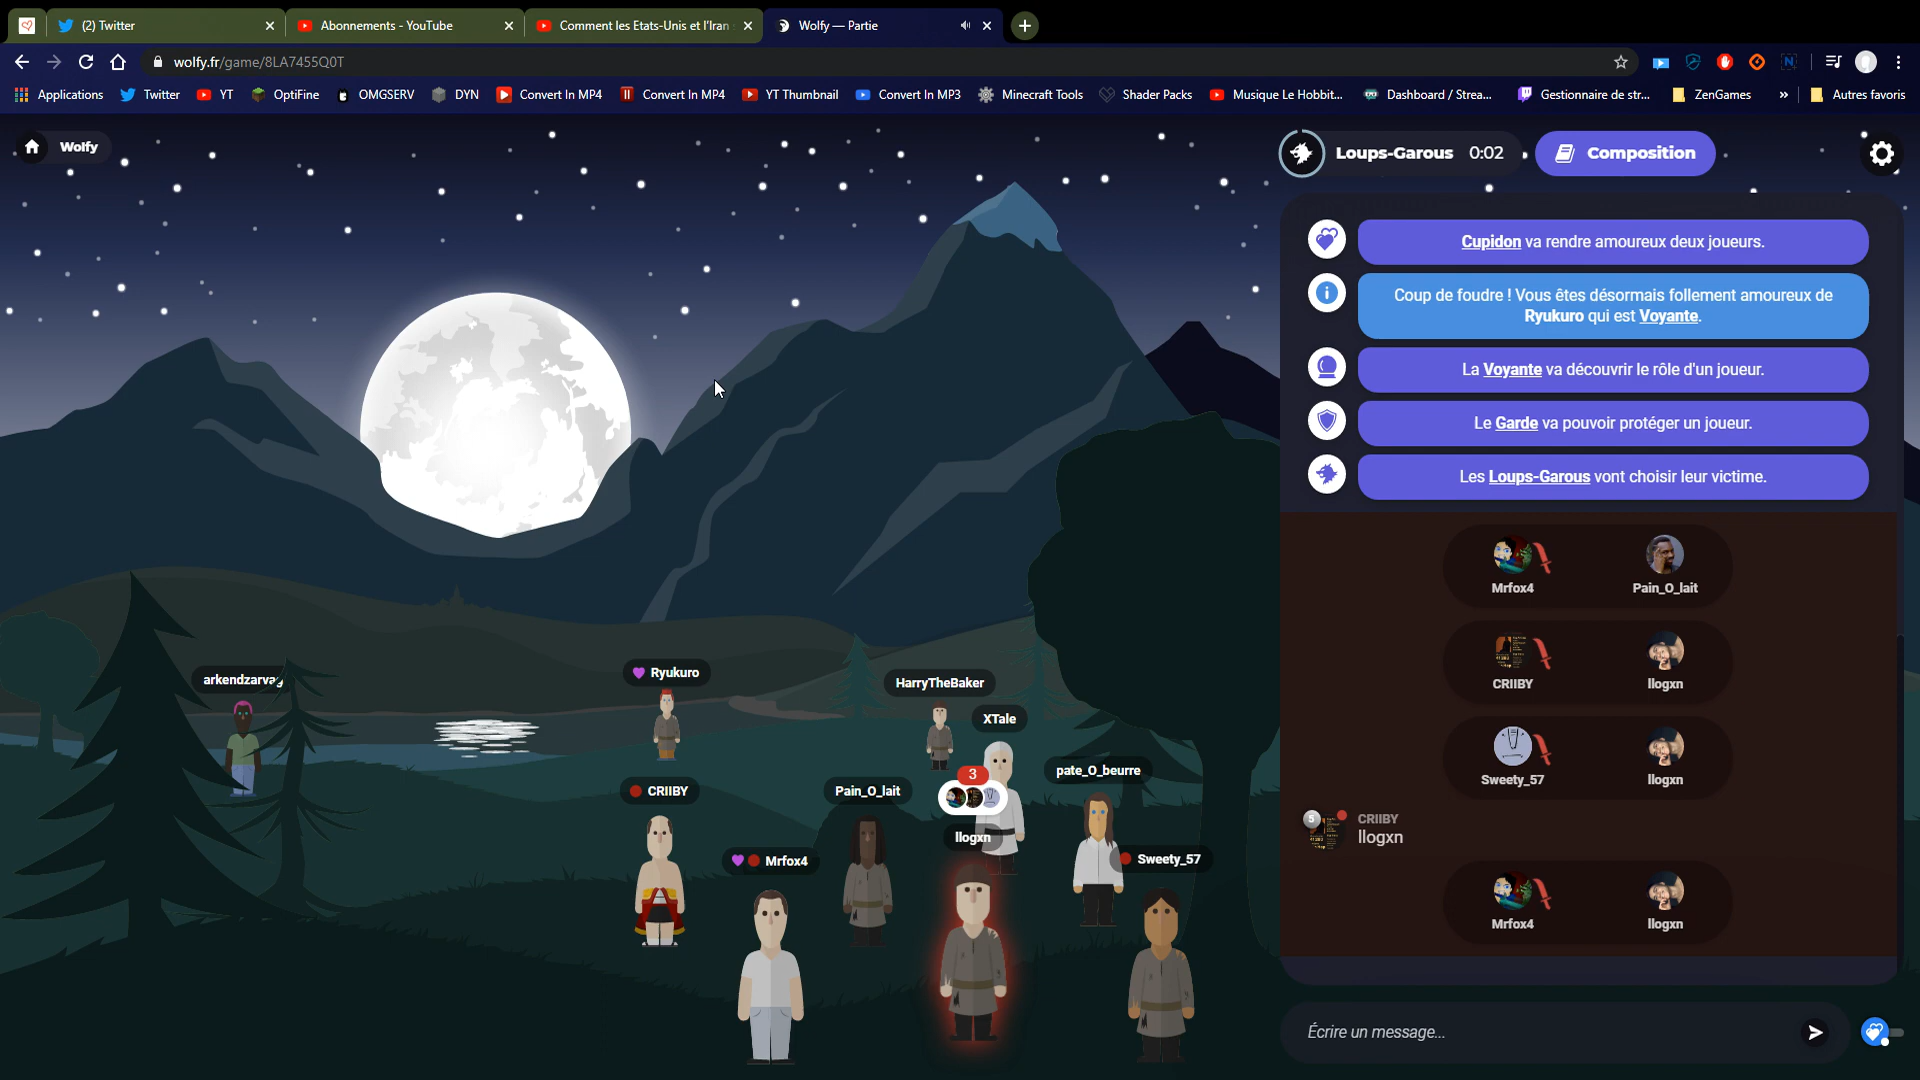 (2) Twitter
Abonnements - YouTube
Comment les Etats-Unis et l'Iran
Wolfy — Partie
wolfy.fr/game/8LA7455Q0T
Applications
Twitter
YT
OptiFine
OMGSERV
DYN
Convert In MP4
Convert In MP4
YT Thumbnail
Convert In MP3
Minecraft Tools
Shader Packs
Musique Le Hobbit...
Dashboard / Strea...
Gestionnaire de str...
ZenGames
»
Autres favoris
Wolfy
Loups-Garous 0:02
Composition
Cupidon va rendre amoureux deux joueurs.
Coup de foudre ! Vous êtes désormais follement amoureux de
Ryukuro qui est Voyante.
La Voyante va découvrir le rôle d'un joueur.
Le Garde va pouvoir protéger un joueur.
Les Loups-Garous vont choisir leur victime.
Mrfox4
Pain_O_lait
CRIIBY
llogxn
Sweety_57
llogxn
5
CRIIBY
llogxn
Mrfox4
llogxn
Écrire un message...
arkendzarvag
Ryukuro
HarryTheBaker
XTale
pate_O_beurre
CRIIBY
Pain_O_lait
3
llogxn
Mrfox4
Sweety_57